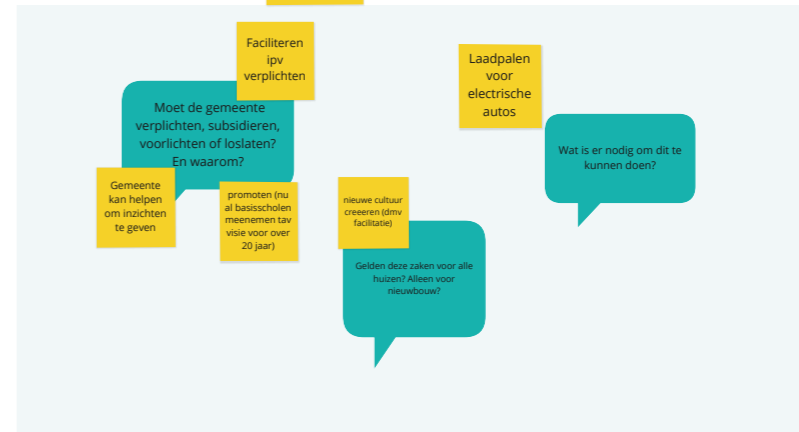 Faciliteren
ipv
verplichten
Laadpalen
voor
electrische
autos
Moet de gemeente
verplichten, subsidieren,
voorlichten of loslaten?
En waarom?
Wat is er nodig om dit te
kunnen doen?
Gemeente
kan helpen
om inzichten
te geven
promoten (nu
al basisscholen
meenemen tav
visie voor over
20 jaar)
nieuwe cultuur
creeeren (dmv
facilitatie)
Gelden deze zaken voor alle
huizen? Alleen voor
nieuwbouw?